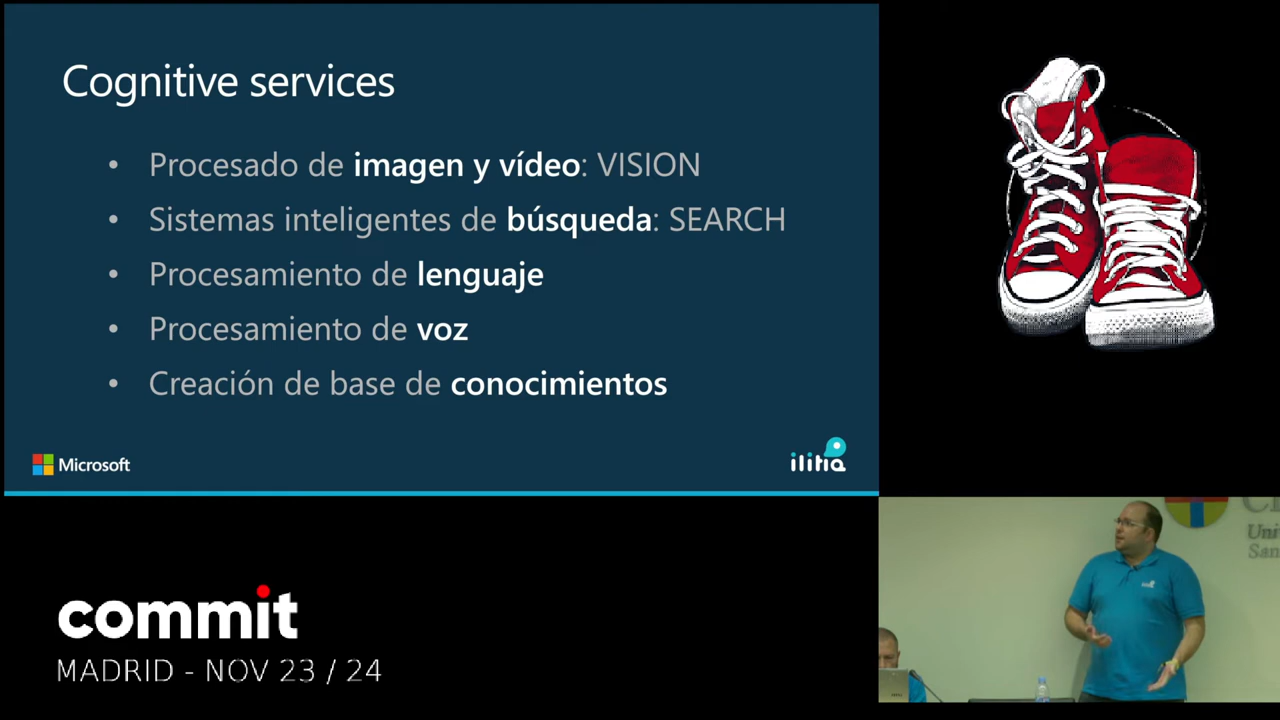 Cognitive services
• Procesado de imagen y vídeo: VISION
• Sistemas inteligentes de búsqueda: SEARCH
• Procesamiento de lenguaje
• Procesamiento de voz
• Creación de base de conocimientos
Microsoft
ilitia
commit
MADRID - NOV 23 / 24